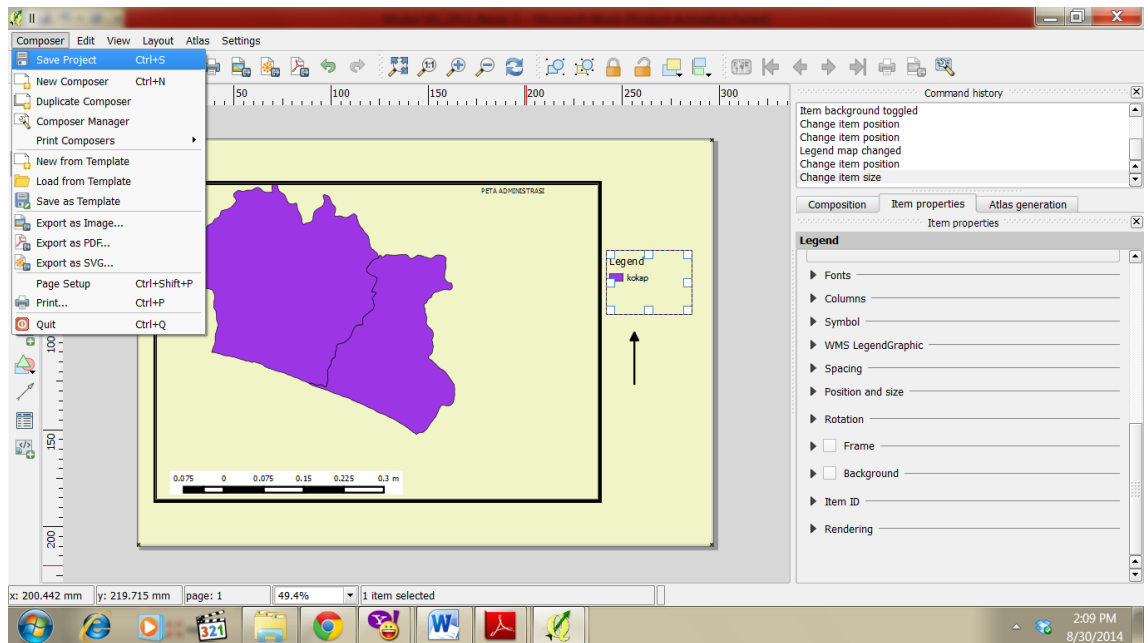 II
Composer Edit View Layout Atlas Settings
Save Project Ctrl+S
New Composer Ctrl+N
Duplicate Composer
Composer Manager
Print Composers
New from Template
Load from Template
Save as Template
Export as Image...
Export as PDF...
Export as SVG...
Page Setup Ctrl+Shift+P
Print... Ctrl+P
Quit Ctrl+Q
50 100 150 200 250 300
100
150
200
PETA ADMINISTRASI
Legend
kokap
0.075 0 0.075 0.15 0.225 0.3 m
Command history
Item background toggled
Change item position
Change item position
Legend map changed
Change item position
Change item size
Composition Item properties Atlas generation
Item properties
Legend
Fonts
Columns
Symbol
WMS LegendGraphic
Spacing
Position and size
Rotation
Frame
Background
Item ID
Rendering
x: 200.442 mm y: 219.715 mm page: 1 49.4% 1 item selected
321
W
2:09 PM
8/30/2014